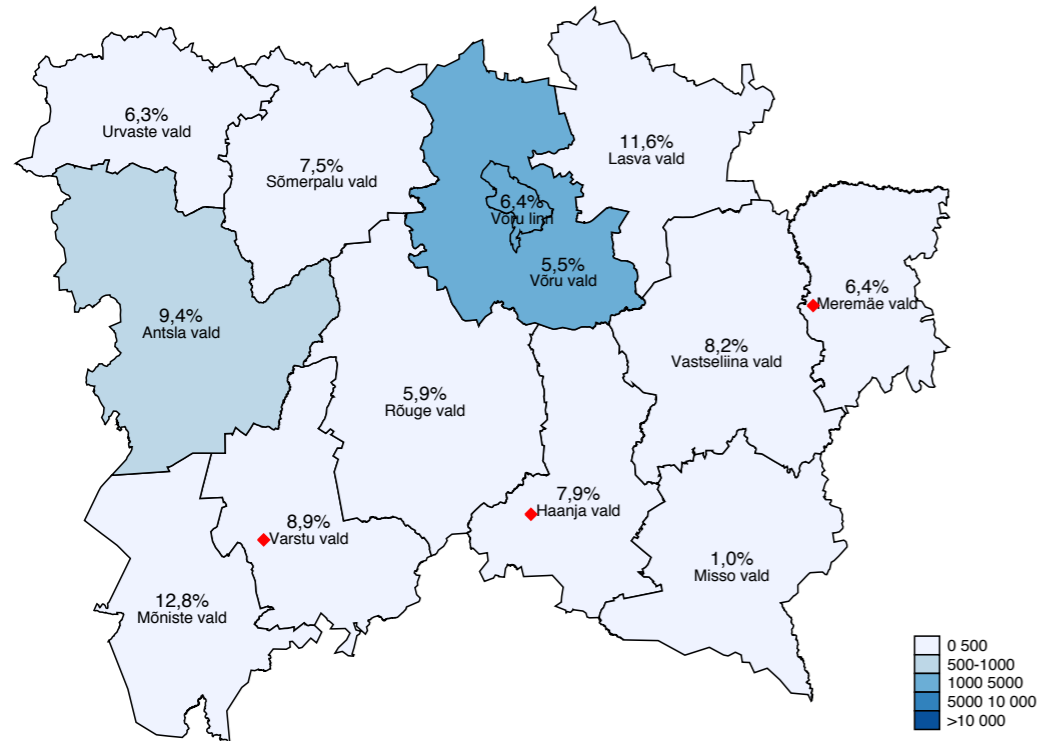 6,3%
Urvaste vald
11,6%
Lasva vald
7,5%
Sõmerpalu vald
6,4%
Võru linn
5,5%
Võru vald
6,4%
Meremäe vald
9,4%
Antsla vald
8,2%
Vastseliina vald
5,9%
Rõuge vald
7,9%
Haanja vald
8,9%
Varstu vald
1,0%
Misso vald
12,8%
Mõniste vald
0 500
500-1000
1000 5000
5000 10 000
>10 000